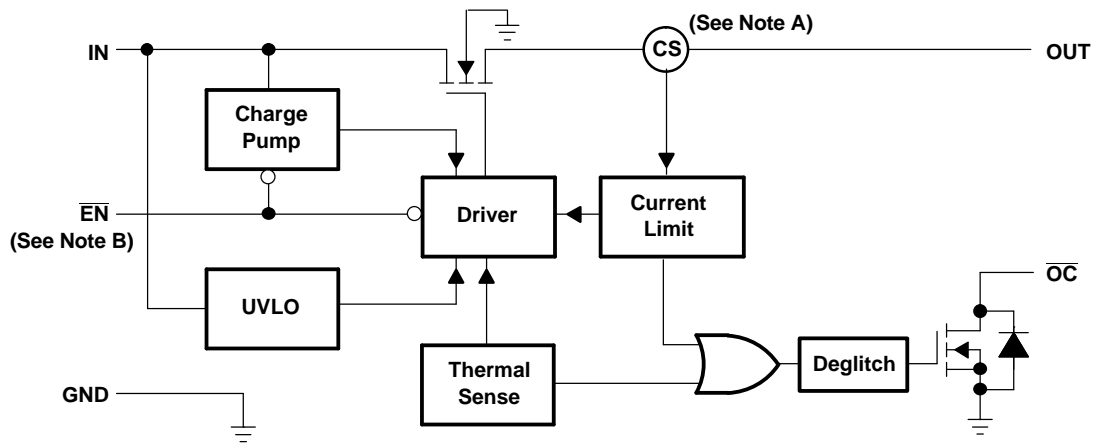 (See Note A)
IN
CS
OUT
Charge
Pump
EN
(See Note B)
Driver
Current
Limit
UVLO
OC
Thermal
Sense
Deglitch
GND